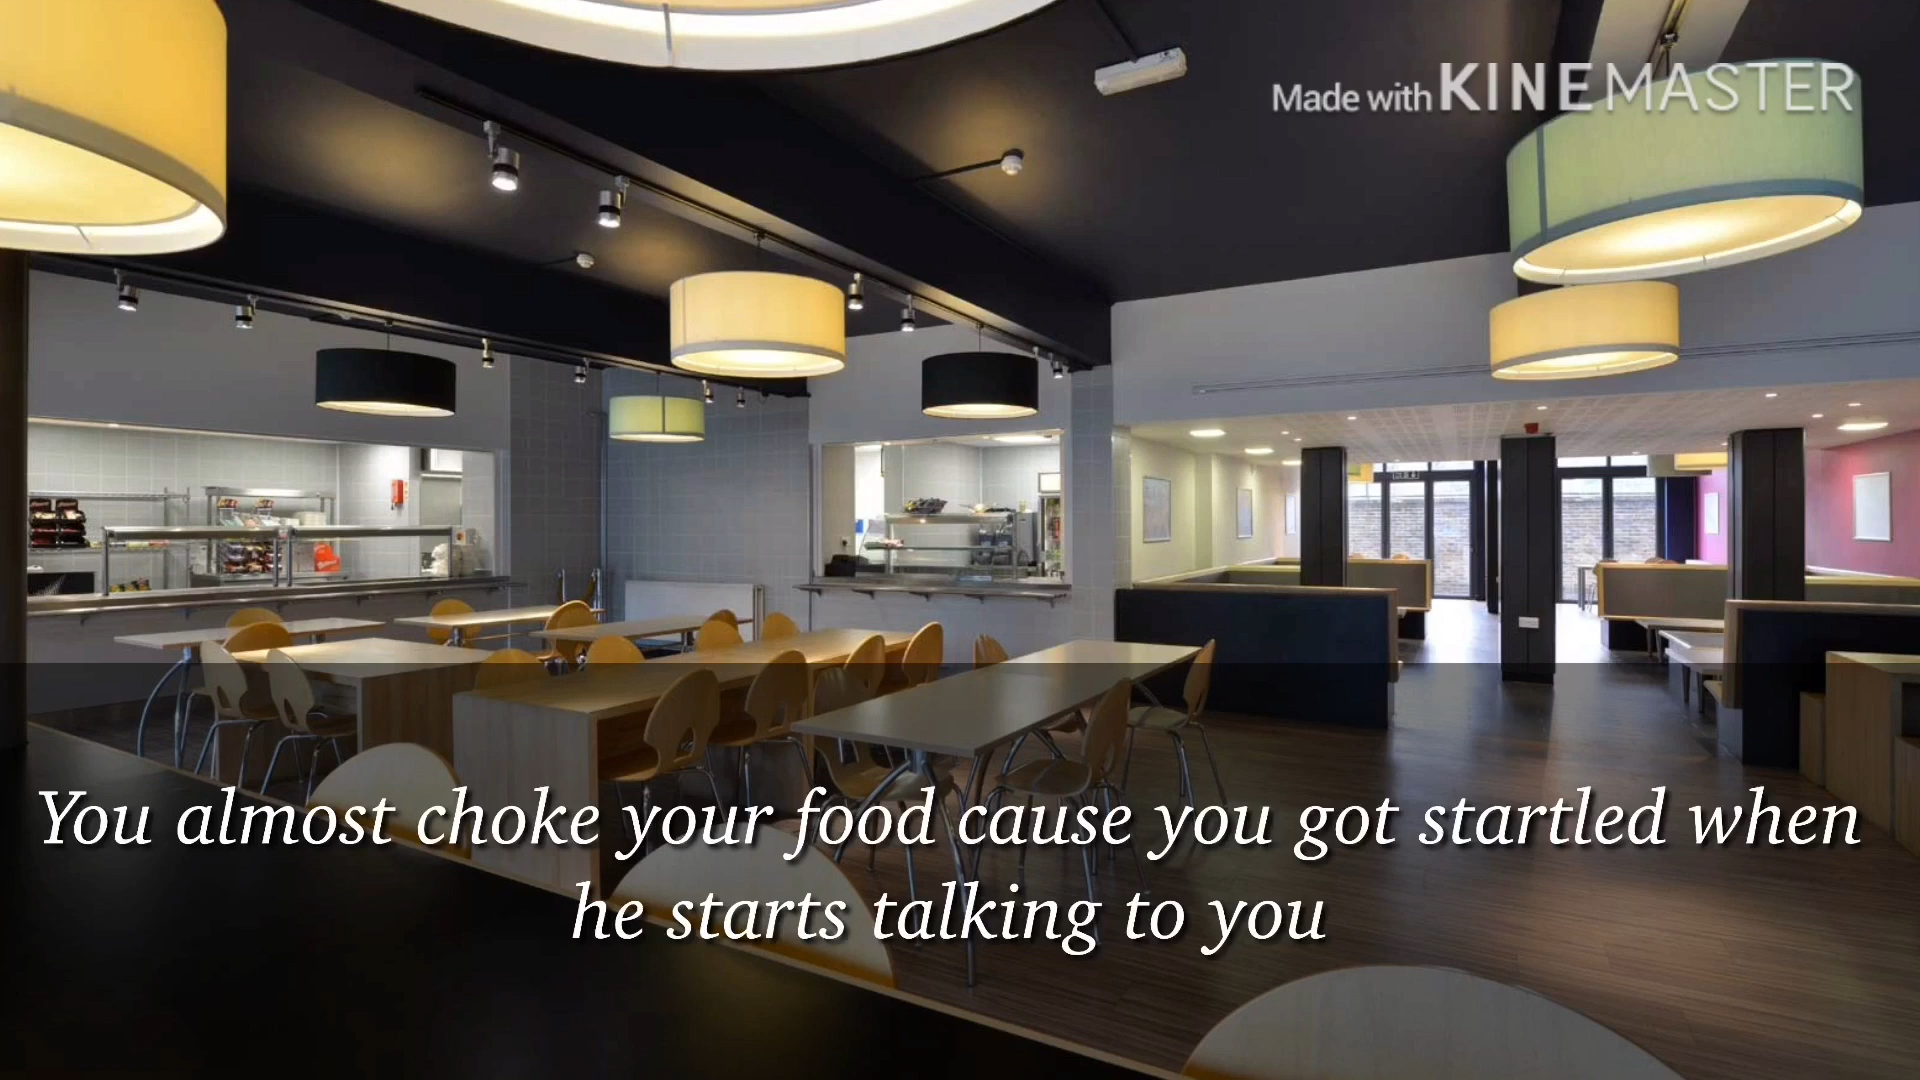 Made with KINEMASTER
You almost choke your food cause you got startled when
he starts talking to you